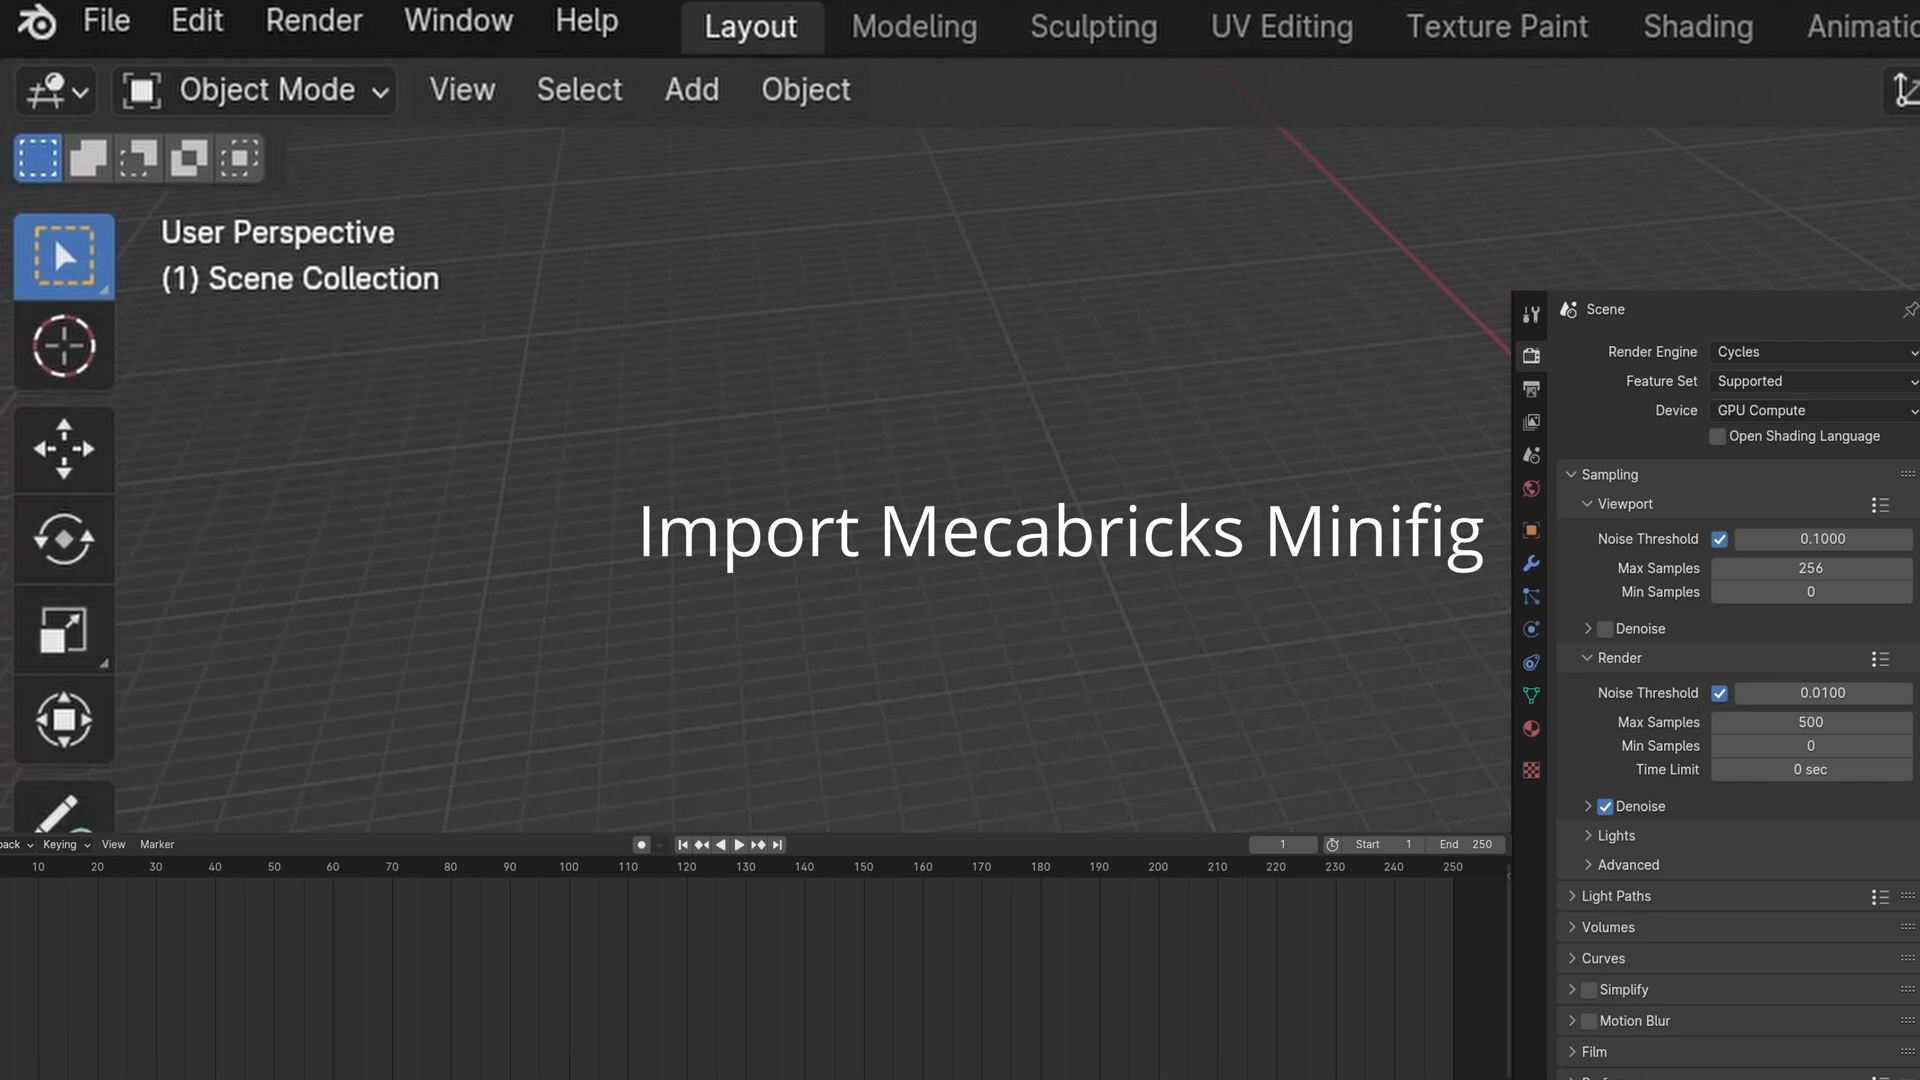 File Edit Render Window Help Layout Modeling Sculpting UV Editing Texture Paint Shading
Object Mode View Select Add Object
User Perspective
(1) Scene Collection
Import Mecabricks Minifig
Scene
Render Engine Cycles
Feature Set Supported
Device GPU Compute
Open Shading Language
Sampling
Viewport
Noise Threshold 0.1000
Max Samples 256
Min Samples 0
Denoise
Render
Noise Threshold 0.0100
Max Samples 500
Min Samples 0
Time Limit 0 sec
Denoise
Lights
Advanced
Light Paths
Volumes
Curves
Simplify
Motion Blur
Film
Keying View Marker 1 Start 1 End 250
10 20 30 40 50 60 70 80 90 100 110 120 130 140 150 160 170 180 190 200 210 220 230 240 250